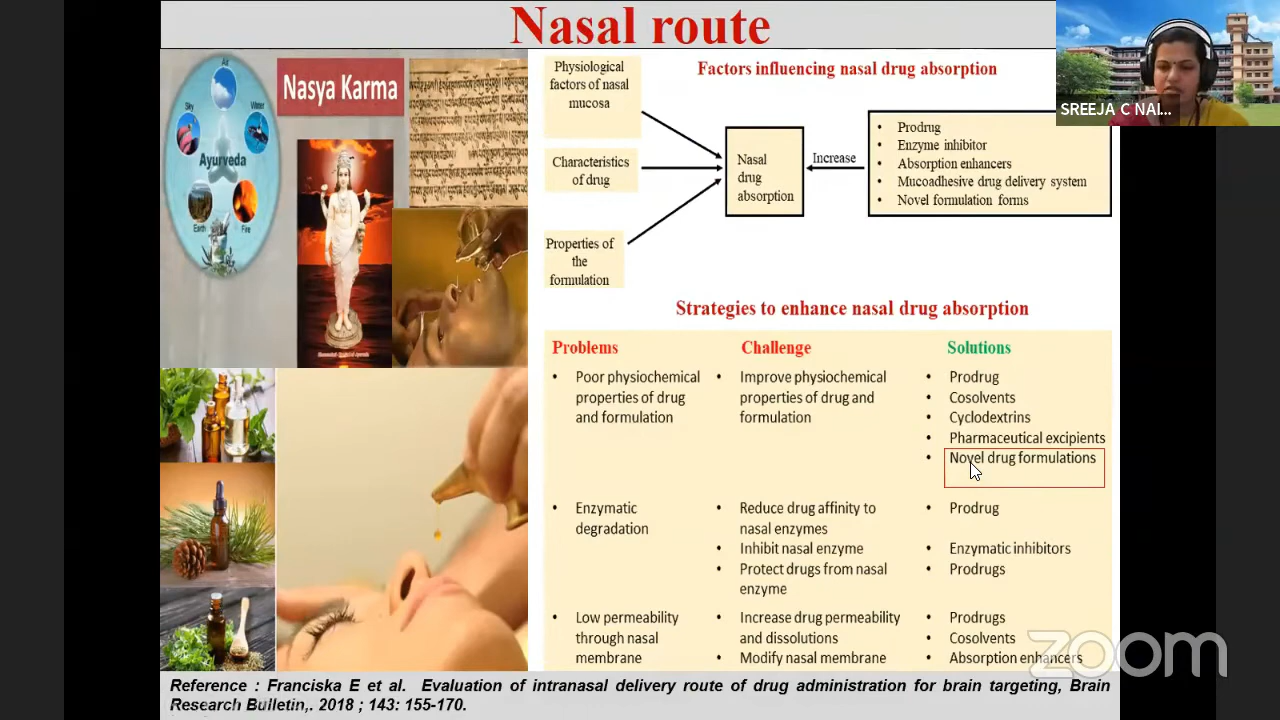 Nasal route
SREEJA C NAI...
Air
Sky
Water
Ayurveda
Earth
Fire
Nasya Karma
Physiological
factors of nasal
mucosa
Characteristics
of drug
Properties of
the
formulation
Factors influencing nasal drug absorption
Nasal
drug
absorption
Increase
• Prodrug
• Enzyme inhibitor
• Absorption enhancers
• Mucoadhesive drug delivery system
• Novel formulation forms
Strategies to enhance nasal drug absorption
Problems Challenge Solutions
• Poor physiochemical • Improve physiochemical • Prodrug
properties of drug properties of drug and • Cosolvents
and formulation formulation • Cyclodextrins
• Pharmaceutical excipients
• Novel drug formulations
• Enzymatic • Reduce drug affinity to • Prodrug
degradation nasal enzymes
• Inhibit nasal enzyme • Enzymatic inhibitors
• Protect drugs from nasal • Prodrugs
enzyme
• Low permeability • Increase drug permeability • Prodrugs
through nasal and dissolutions • Cosolvents
membrane • Modify nasal membrane • Absorption enhancers
zoom
Reference : Franciska E et al. Evaluation of intranasal delivery route of drug administration for brain targeting, Brain
Research Bulletin,. 2018 ; 143: 155-170.